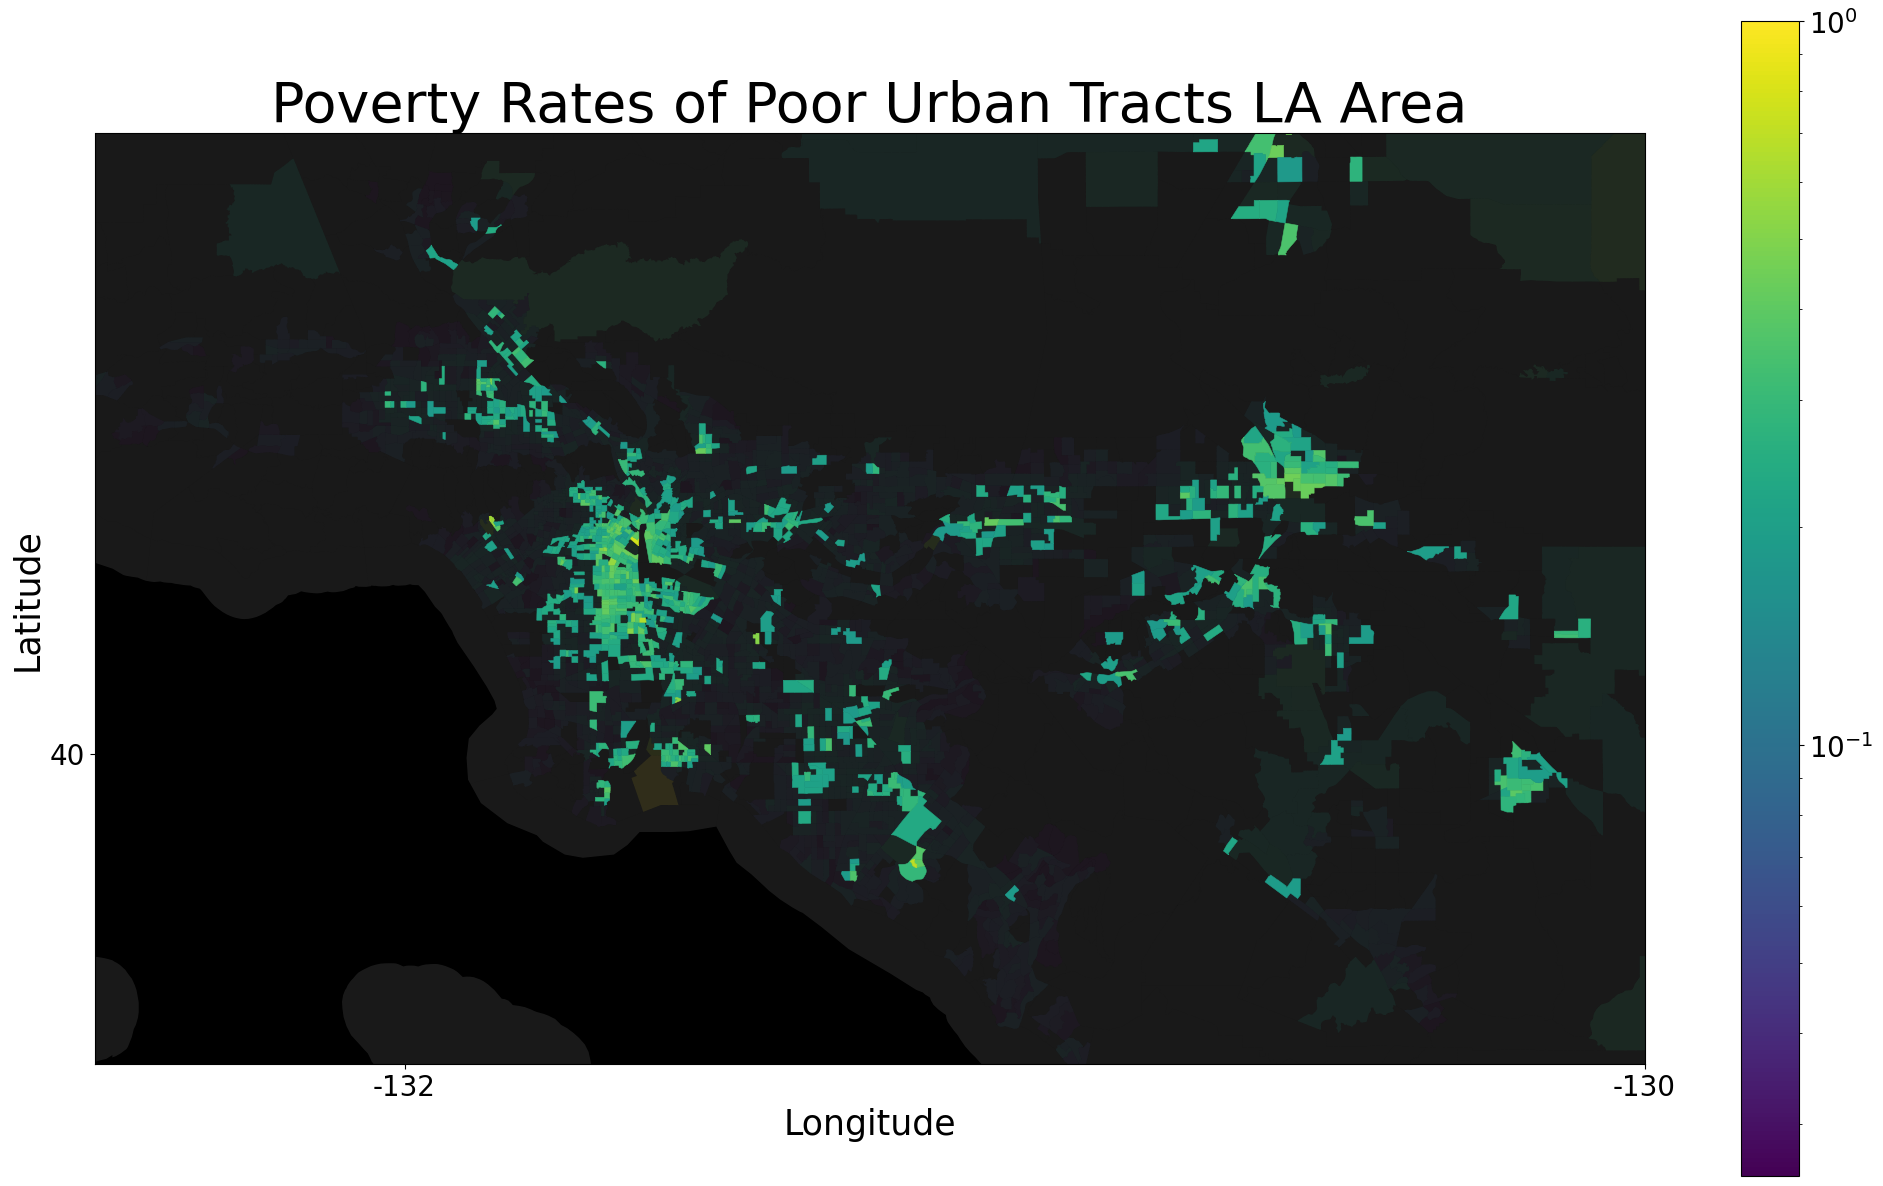 Poverty Rates of Poor Urban Tracts LA Area
10⁰
Latitude
40
10⁻¹
-132
-130
Longitude